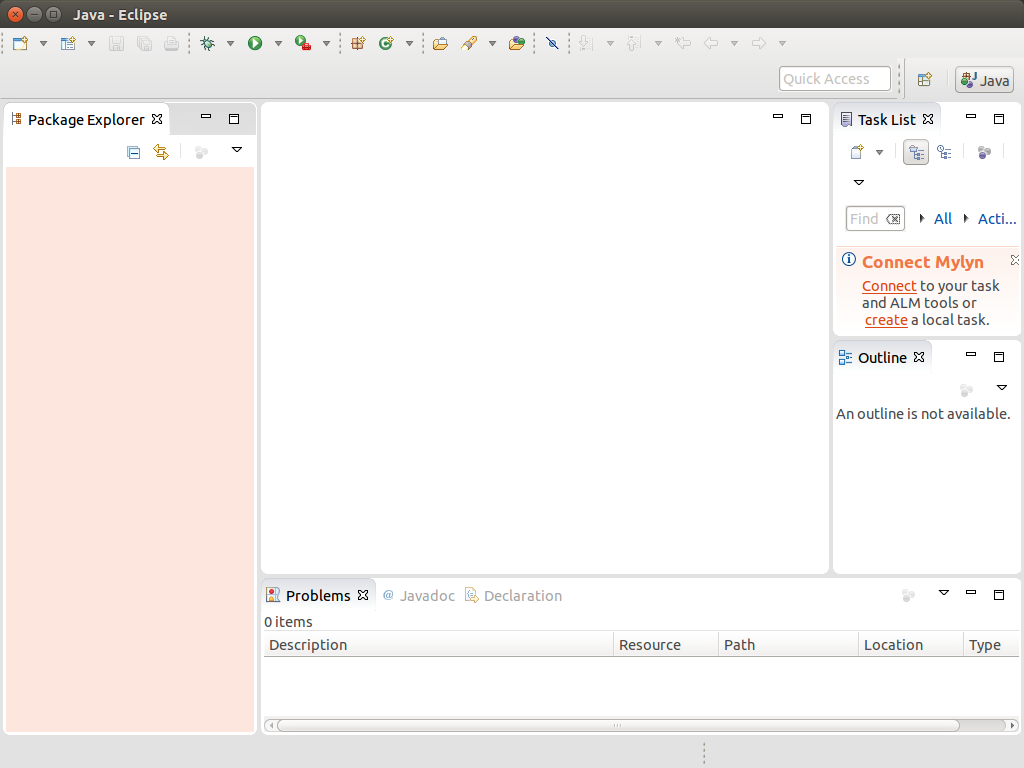 Java - Eclipse
Quick Access
Java
Package Explorer
Task List
Find
All
Acti...
Connect Mylyn
Connect to your task
and ALM tools or
create a local task.
Outline
An outline is not available.
Problems
@ Javadoc
Declaration
0 items
Description
Resource
Path
Location
Type